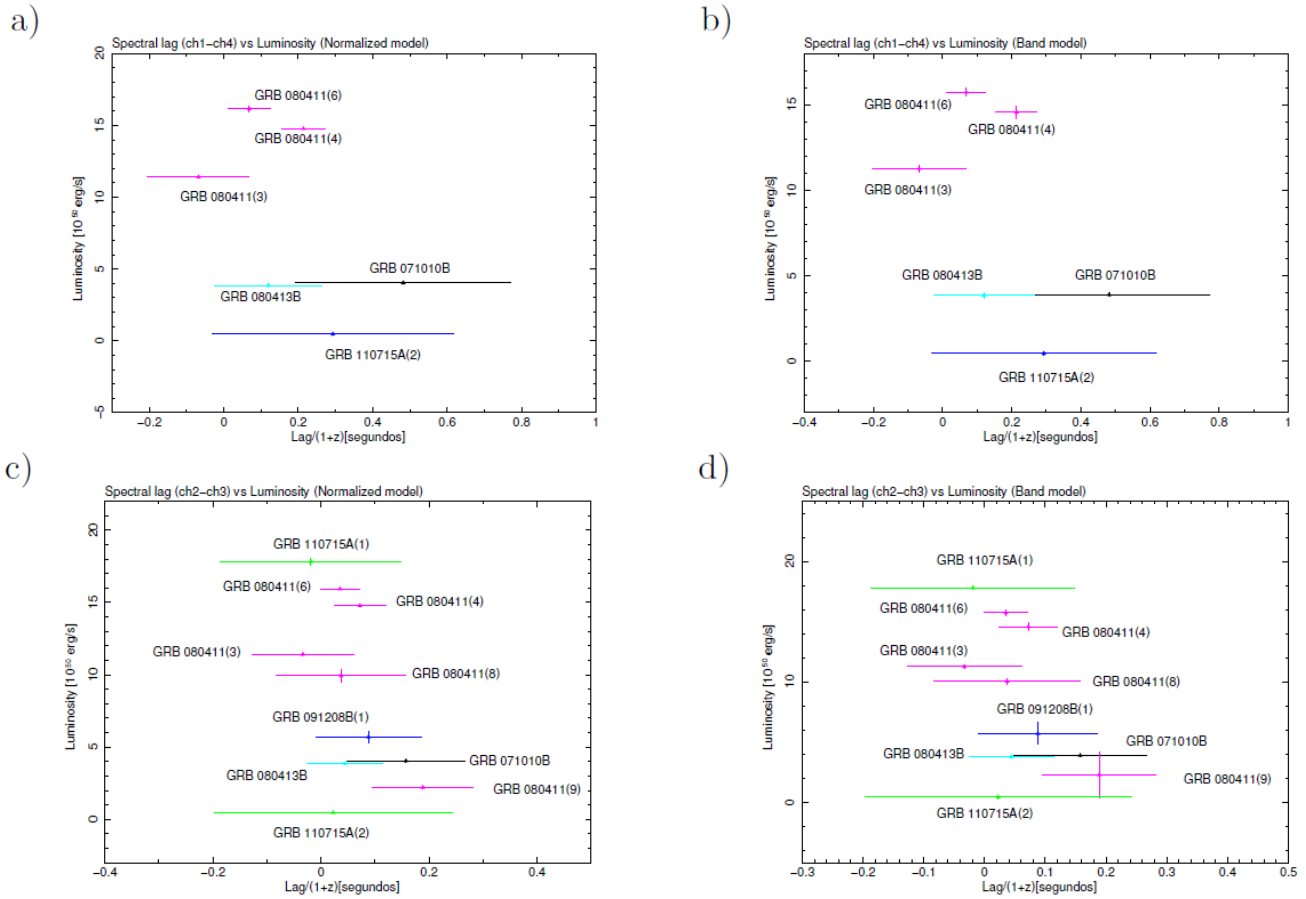 a)
Spectral lag (ch1−ch4) vs Luminosity (Normalized model)
20
15
10
5
0
−5
Luminosity [10^50 erg/s]
GRB 080411(6)
GRB 080411(4)
GRB 080411(3)
GRB 071010B
GRB 080413B
GRB 110715A(2)
−0.2 0 0.2 0.4 0.6 0.8 1
Lag/(1+z)[segundos]
b)
Spectral lag (ch1−ch4) vs Luminosity (Band model)
15
10
5
0
Luminosity [10^50 erg/s]
GRB 080411(6)
GRB 080411(4)
GRB 080411(3)
GRB 080413B GRB 071010B
GRB 110715A(2)
−0.4 −0.2 0 0.2 0.4 0.6 0.8 1
Lag/(1+z)[segundos]
c)
Spectral lag (ch2−ch3) vs Luminosity (Normalized model)
20
15
10
5
0
Luminosity [10^50 erg/s]
GRB 110715A(1)
GRB 080411(6)
GRB 080411(4)
GRB 080411(3)
GRB 080411(8)
GRB 091208B(1)
GRB 071010B
GRB 080413B
GRB 080411(9)
GRB 110715A(2)
−0.4 −0.2 0 0.2 0.4
Lag/(1+z)[segundos]
d)
Spectral lag (ch2−ch3) vs Luminosity (Band model)
20
10
0
Luminosity [10^50 erg/s]
GRB 110715A(1)
GRB 080411(6)
GRB 080411(4)
GRB 080411(3)
GRB 080411(8)
GRB 091208B(1)
GRB 071010B
GRB 080413B
GRB 080411(9)
GRB 110715A(2)
−0.3 −0.2 −0.1 0 0.1 0.2 0.3 0.4 0.5
Lag/(1+z)[segundos]